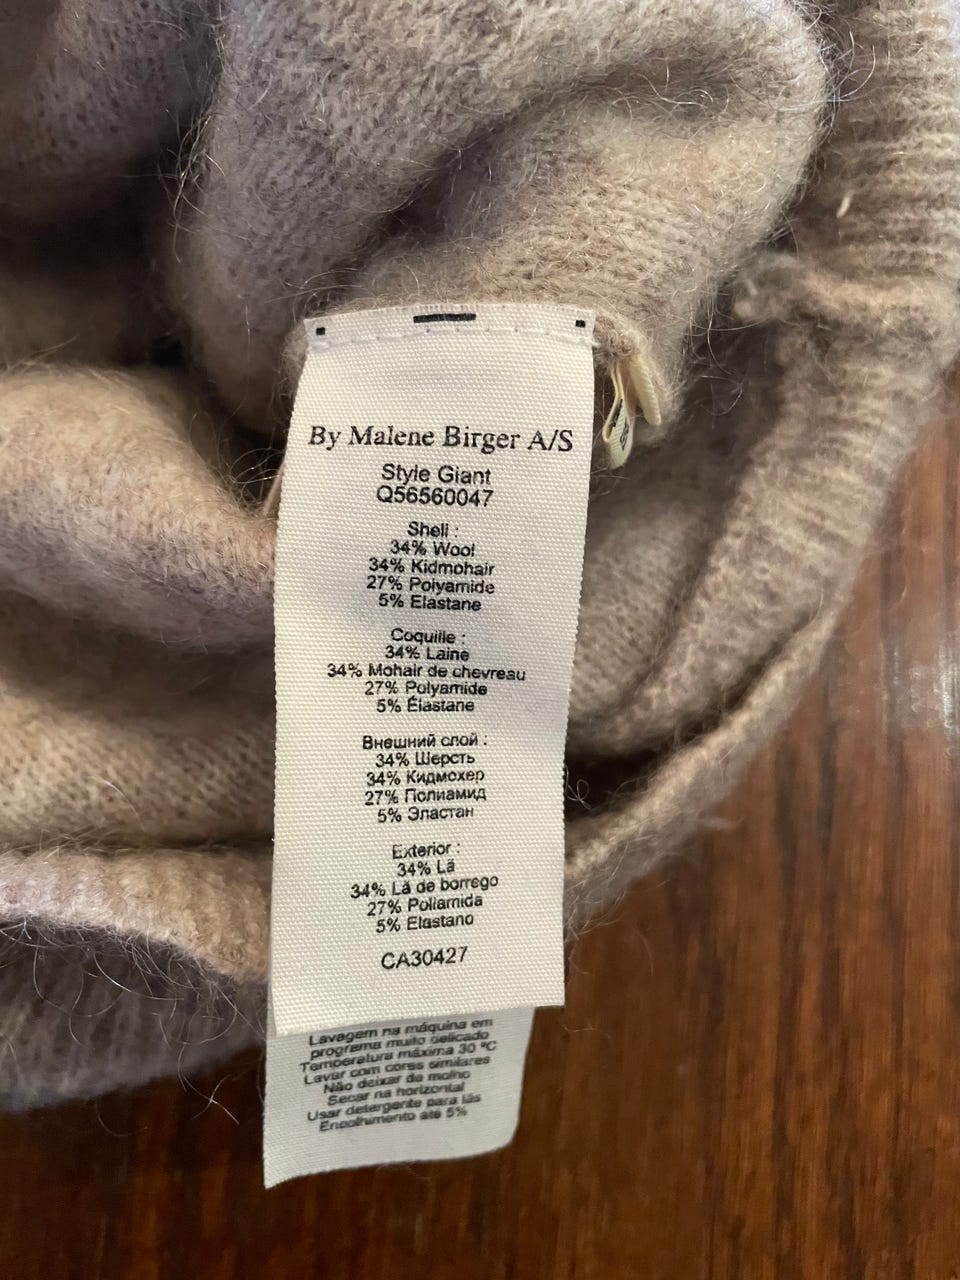 By Malene Birger A/S
Style Giant
Q56560047
Shell :
34% Wool
34% Kidmohair
27% Polyamide
5% Elastane
Coquille :
34% Laine
34% Mohair de chevreau
27% Polyamide
5% Élastane
Внешний слой :
34% Шерсть
34% Кидмохер
27% Полиамид
5% Эластан
Exterior :
34% Lã
34% Lã de borrego
27% Poliamida
5% Elastano
CA30427
Lavagem na máquina em
programa muito delicado
Temperatura máxima 30 ºC
Lavar com cores similares
Não deixar de molho
Secar na horizontal
Usar detergente para lãs
Encolhimento até 5%